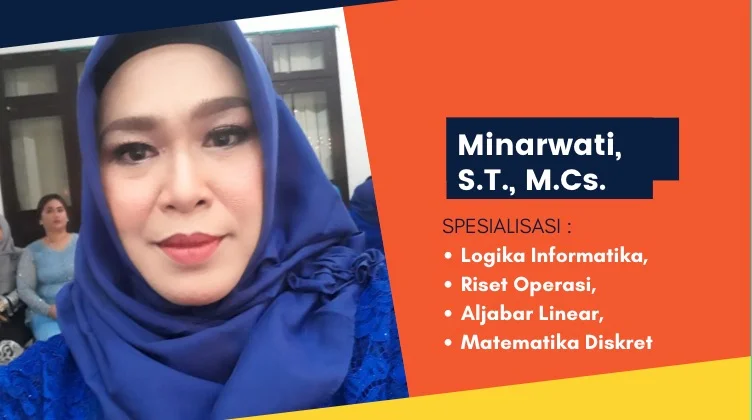 Minarwati,
S.T., M.Cs.
SPESIALISASI :
• Logika Informatika,
• Riset Operasi,
• Aljabar Linear,
• Matematika Diskret